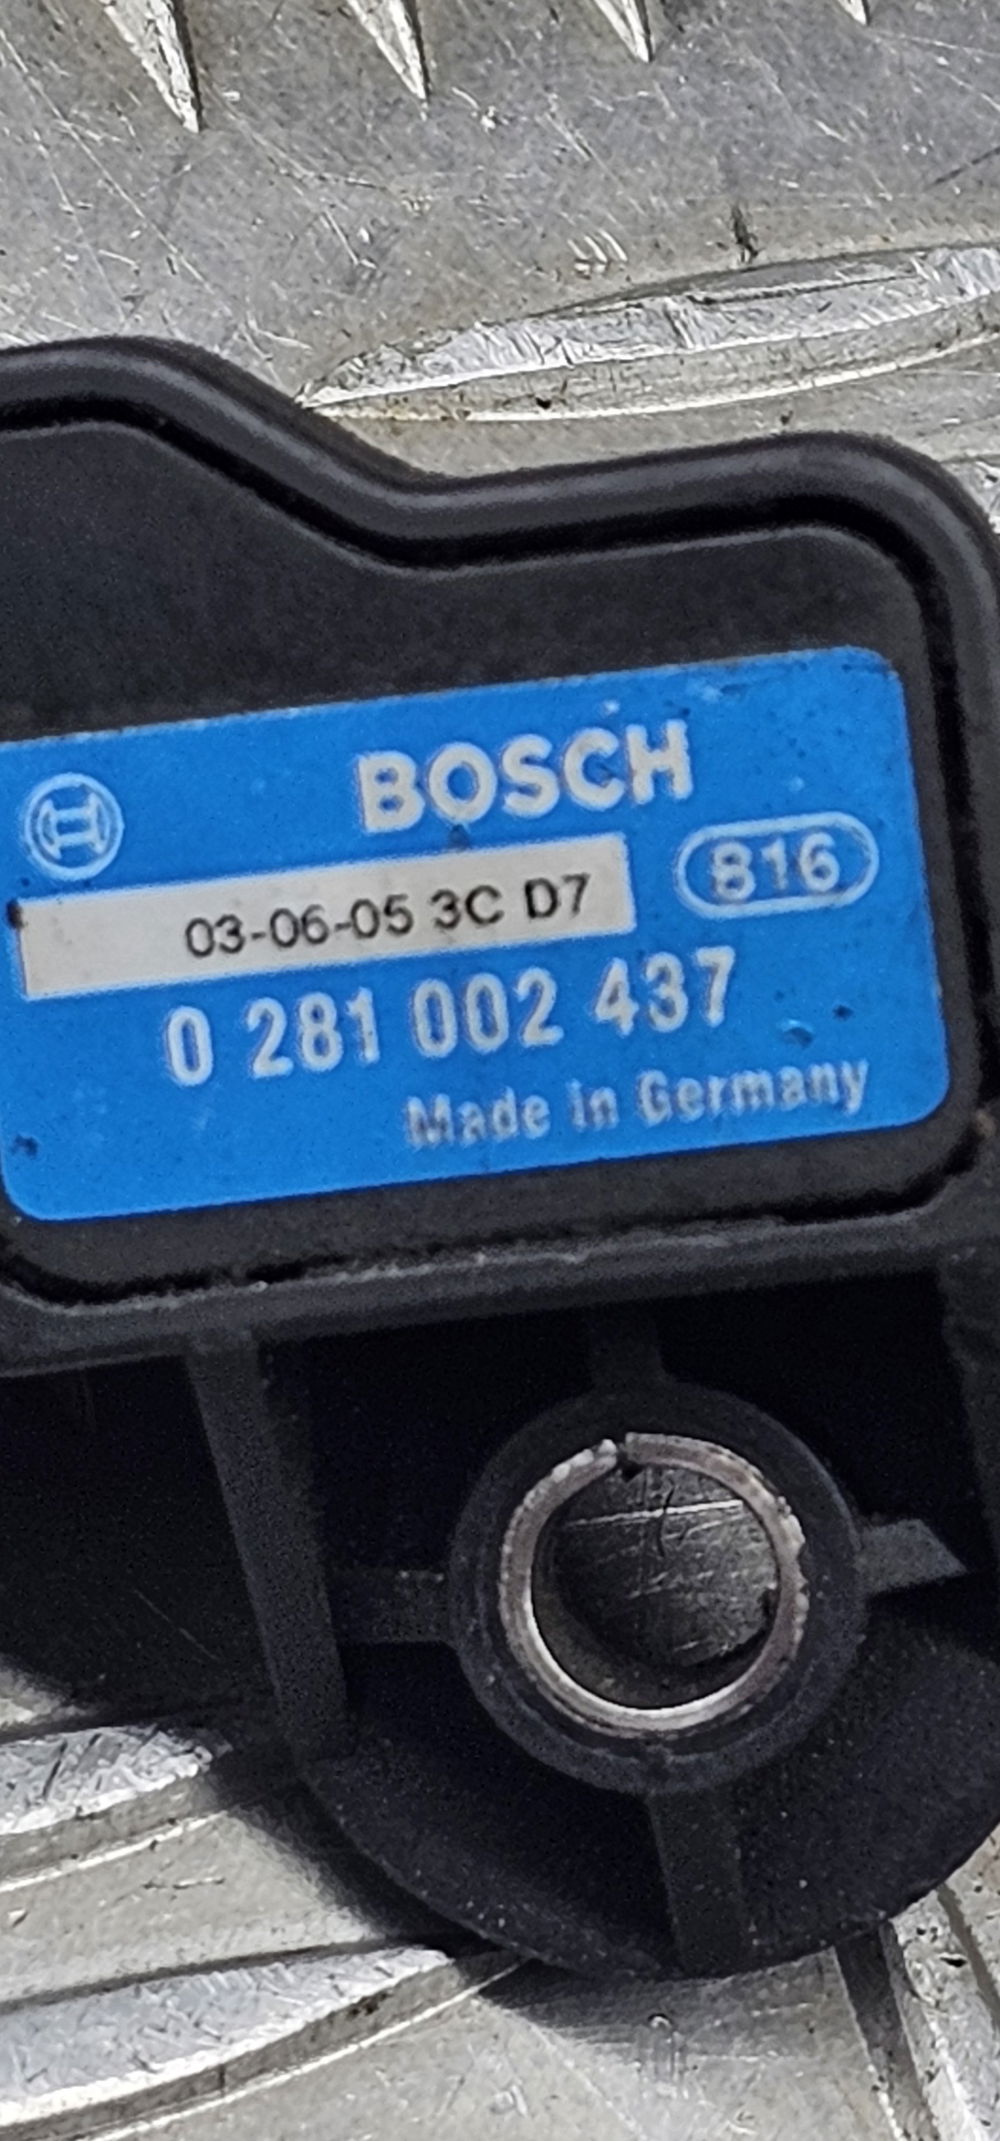 BOSCH
816
03-06-05 3C D7
0 281 002 437
Made in Germany